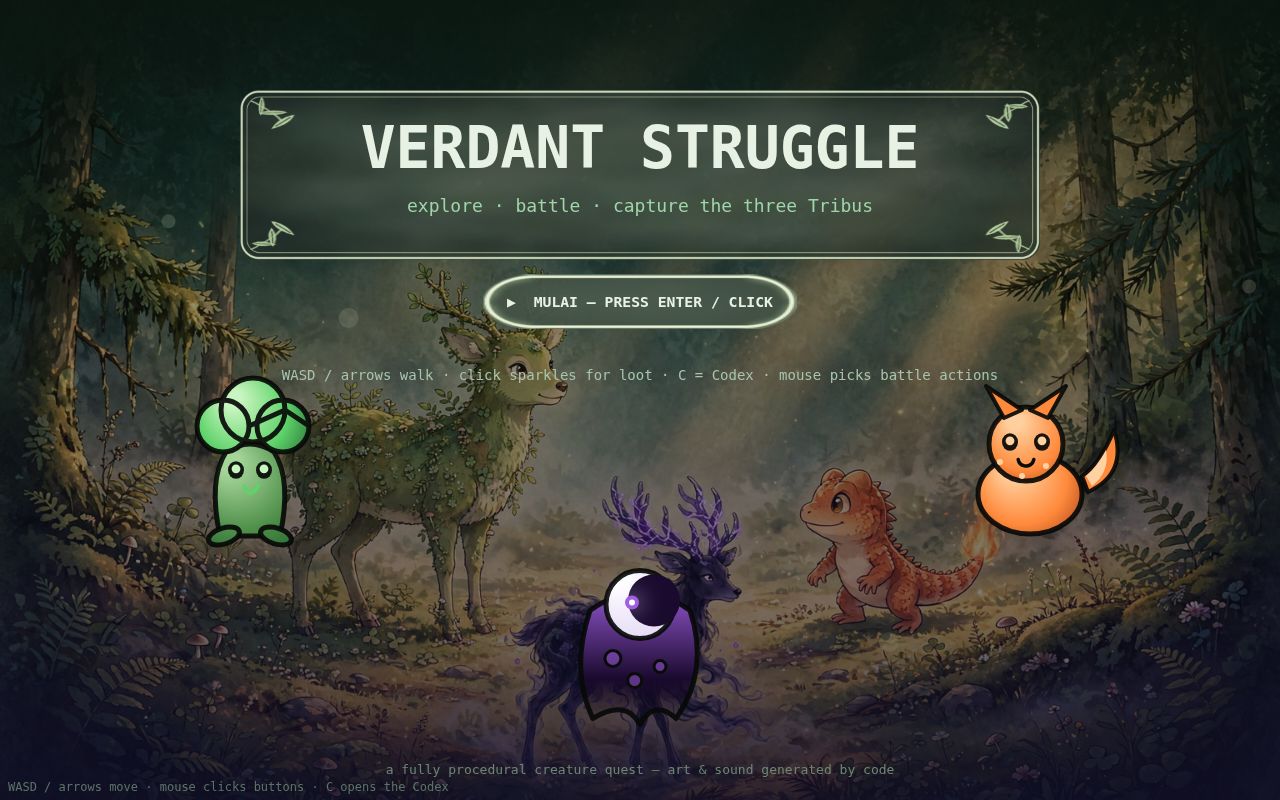 VERDANT STRUGGLE
explore · battle · capture the three Tribus
▶ MULAI — PRESS ENTER / CLICK
WASD / arrows walk · click sparkles for loot · C = Codex · mouse picks battle actions
a fully procedural creature quest — art & sound generated by code
WASD / arrows move · mouse clicks buttons · C opens the Codex